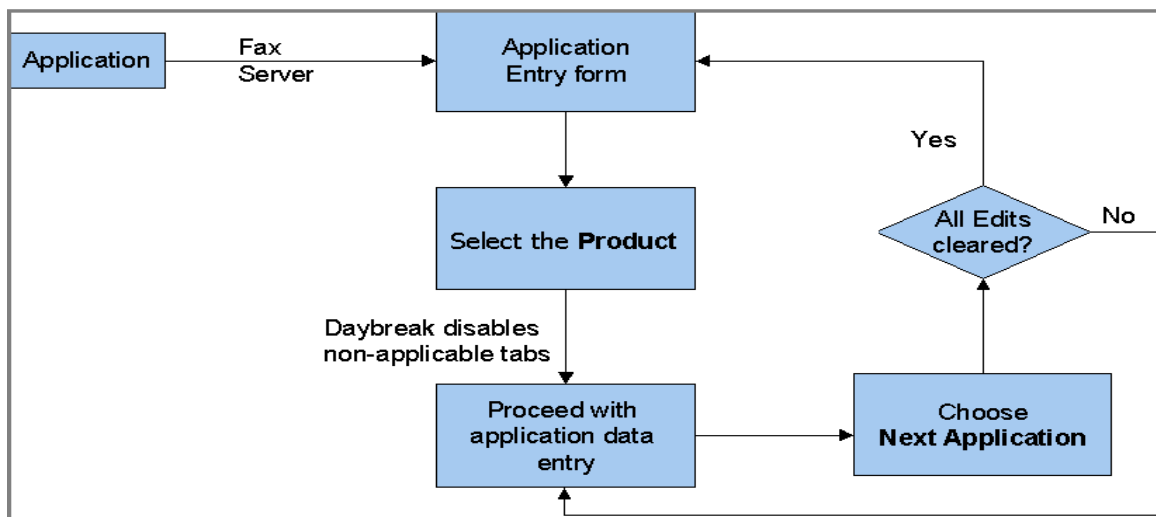 Application
Fax
Server
Application
Entry form
Yes
Select the Product
All Edits
cleared?
No
Daybreak disables
non-applicable tabs
Proceed with
application data
entry
Choose
Next Application